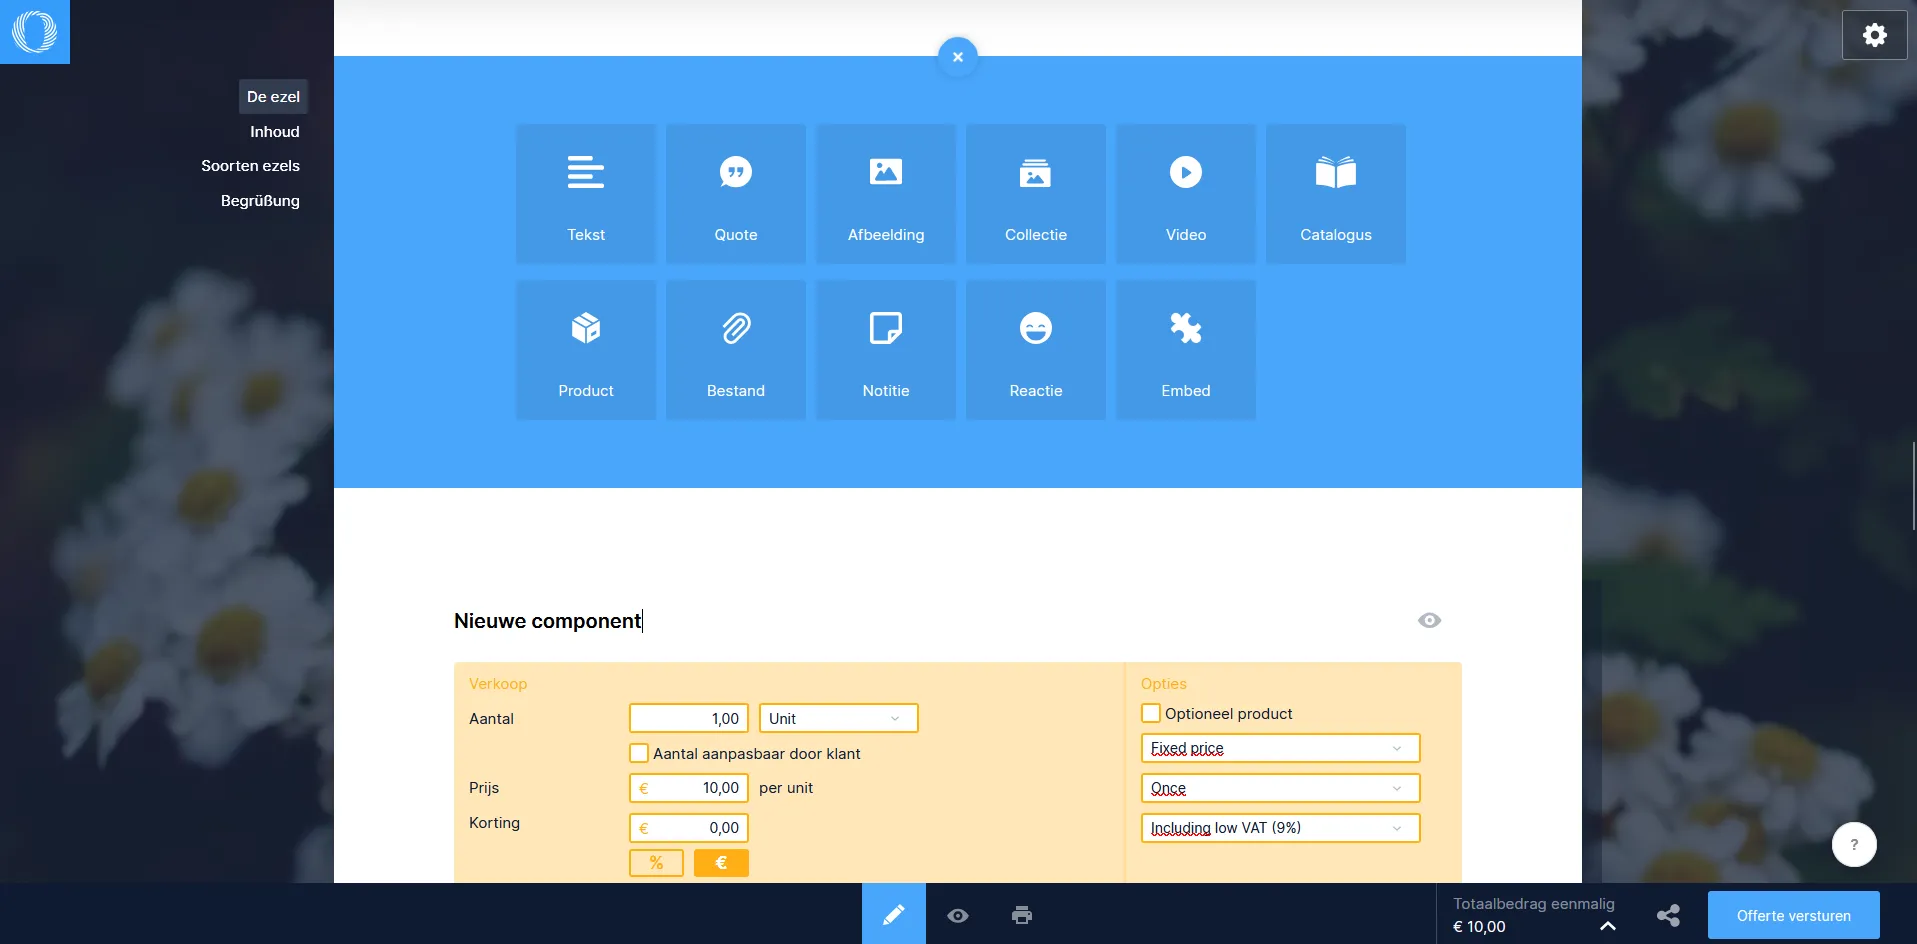 De ezel
Inhoud
Soorten ezels
Begrüßung
Tekst
Quote
Afbeelding
Collectie
Video
Catalogus
Product
Bestand
Notitie
Reactie
Embed
Nieuwe component
Verkoop
Aantal
1,00
Unit
Aantal aanpasbaar door klant
Prijs
€ 10,00
per unit
Korting
€ 0,00
%
€
Opties
Optioneel product
Fixed price
Once
Including low VAT (9%)
?
Totaalbedrag eenmalig
€ 10,00
Offerte versturen